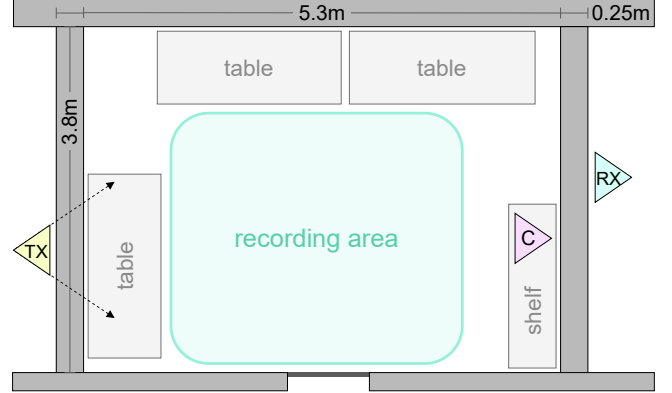 5.3m
0.25m
table
table
3.8m
RX
TX
table
recording area
C
shelf